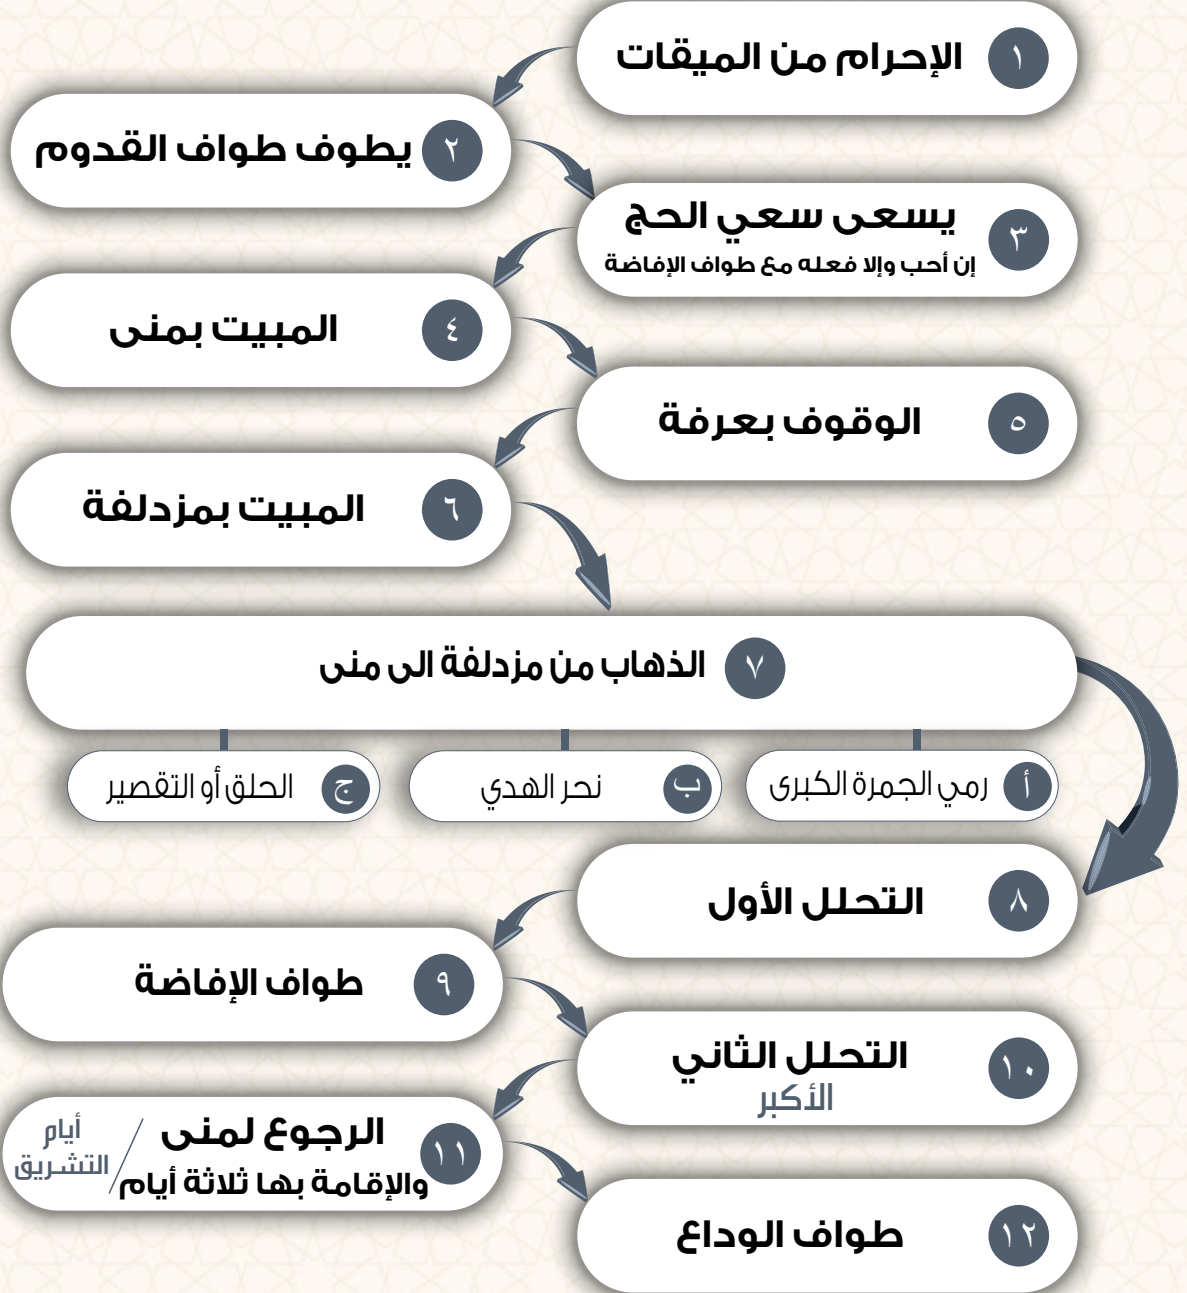 ١ الإحرام من الميقات
٢ يطوف طواف القدوم
٣ يسعى سعي الحج
إن أحب وإلا فعله مع طواف الإفاضة
٤ المبيت بمنى
٥ الوقوف بعرفة
٦ المبيت بمزدلفة
٧ الذهاب من مزدلفة الى منى
أ رمي الجمرة الكبرى
ب نحر الهدي
ج الحلق أو التقصير
٨ التحلل الأول
٩ طواف الإفاضة
١٠ التحلل الثاني
الأكبر
١١ الرجوع لمنى
والإقامة بها ثلاثة أيام
أيام
التشريق
١٢ طواف الوداع